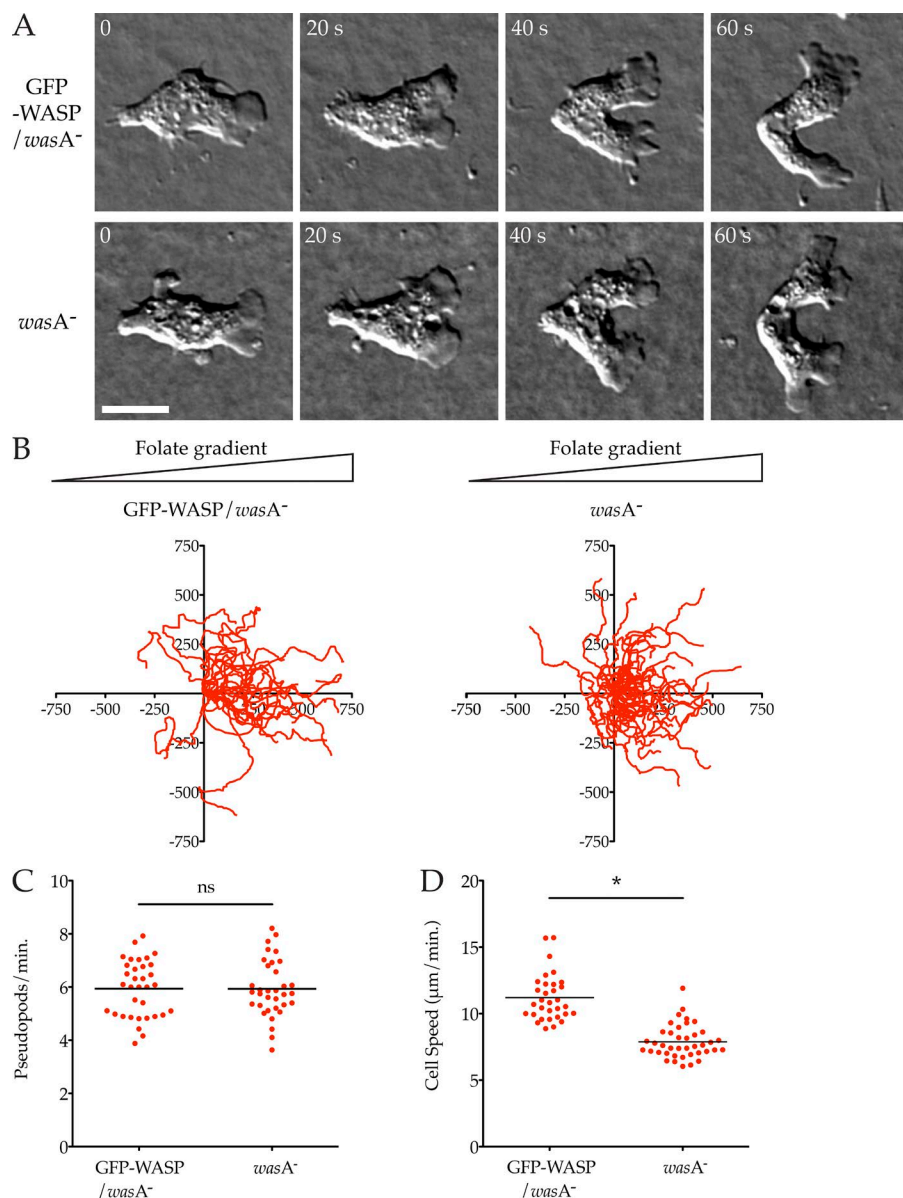 A
0
20 s
40 s
60 s
GFP
-WASP
/wasA-
0
20 s
40 s
60 s
wasA-
B
Folate gradient
Folate gradient
GFP-WASP/wasA-
wasA-
750
500
250
-750 -500 -250 250 500 750
-250
-500
-750
750
500
250
-750 -500 -250 250 500 750
-250
-500
-750
C
ns
10
8
6
4
2
0
Pseudopods/min.
GFP-WASP
/wasA-
wasA-
D
*
20
15
10
5
0
Cell Speed (µm/min.)
GFP-WASP
/wasA-
wasA-